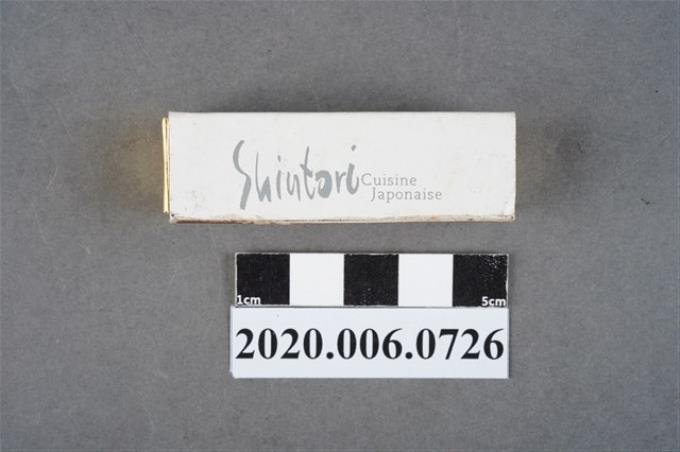 Shintori Cuisine
Japonaise
1cm 5cm
2020.006.0726